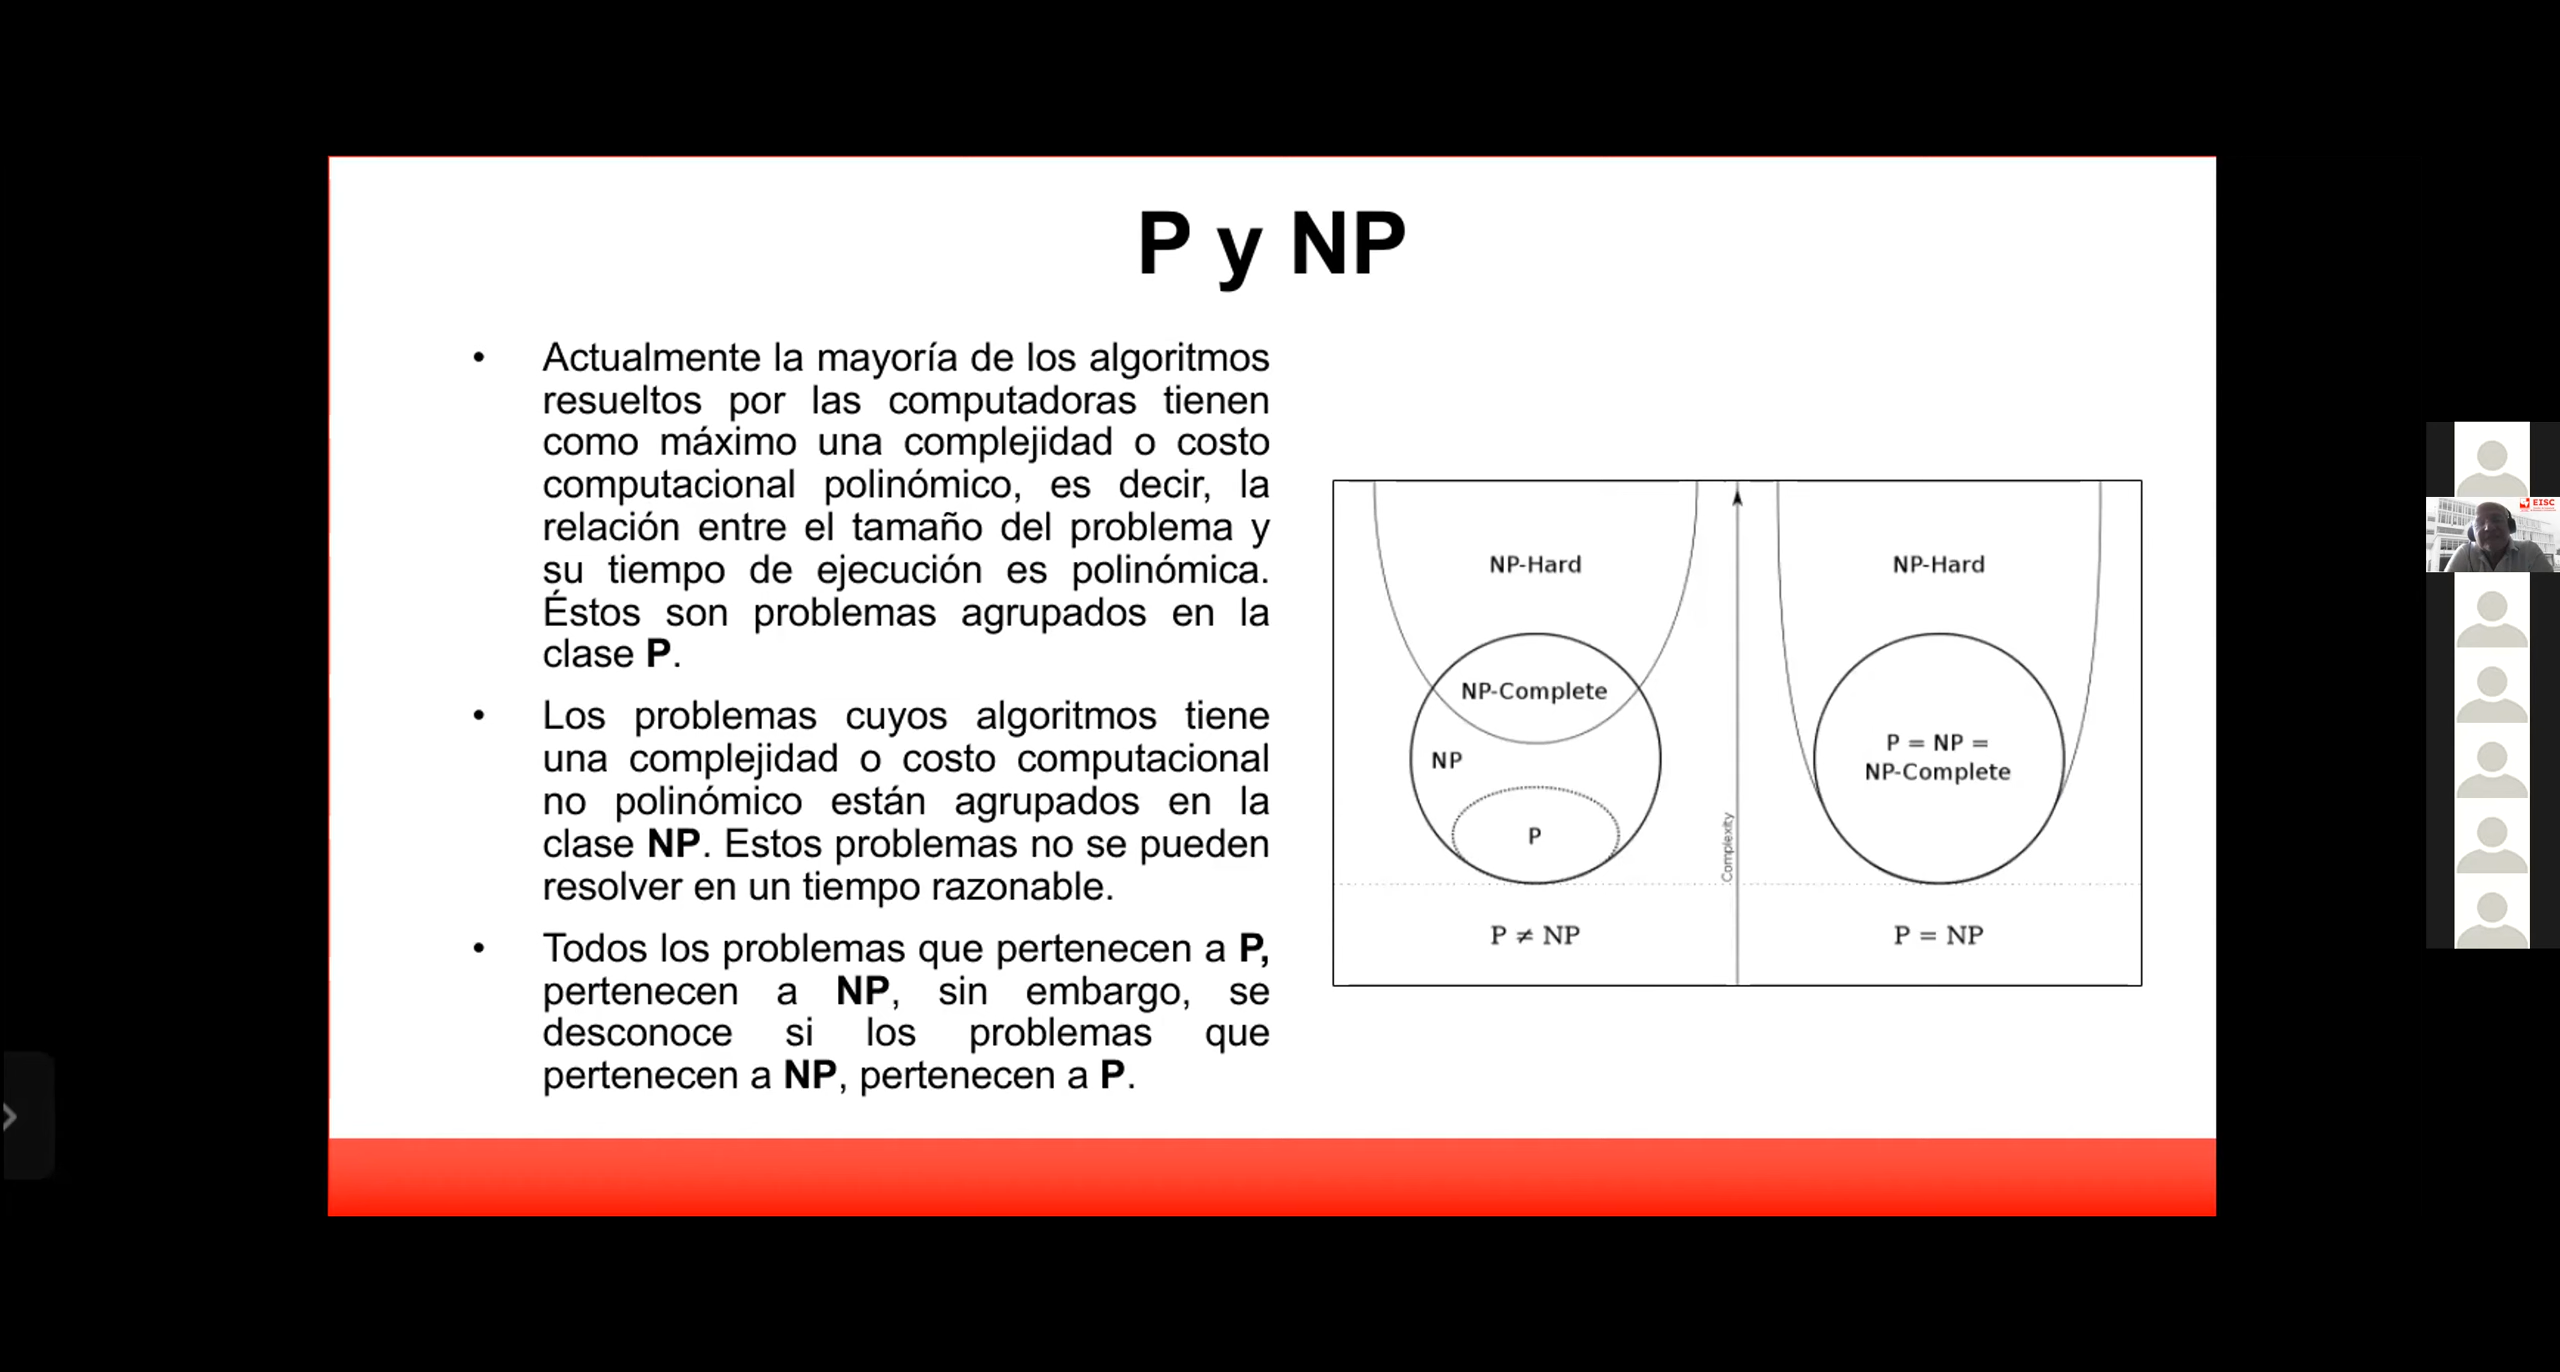 P y NP
• Actualmente la mayoría de los algoritmos
resueltos por las computadoras tienen
como máximo una complejidad o costo
computacional polinómico, es decir, la
relación entre el tamaño del problema y
su tiempo de ejecución es polinómica.
Éstos son problemas agrupados en la
clase P.
• Los problemas cuyos algoritmos tiene
una complejidad o costo computacional
no polinómico están agrupados en la
clase NP. Estos problemas no se pueden
resolver en un tiempo razonable.
• Todos los problemas que pertenecen a P,
pertenecen a NP, sin embargo, se
desconoce si los problemas que
pertenecen a NP, pertenecen a P.
NP-Hard
NP-Complete
NP
P
P ≠ NP
Complexity
NP-Hard
P = NP =
NP-Complete
P = NP
EISC